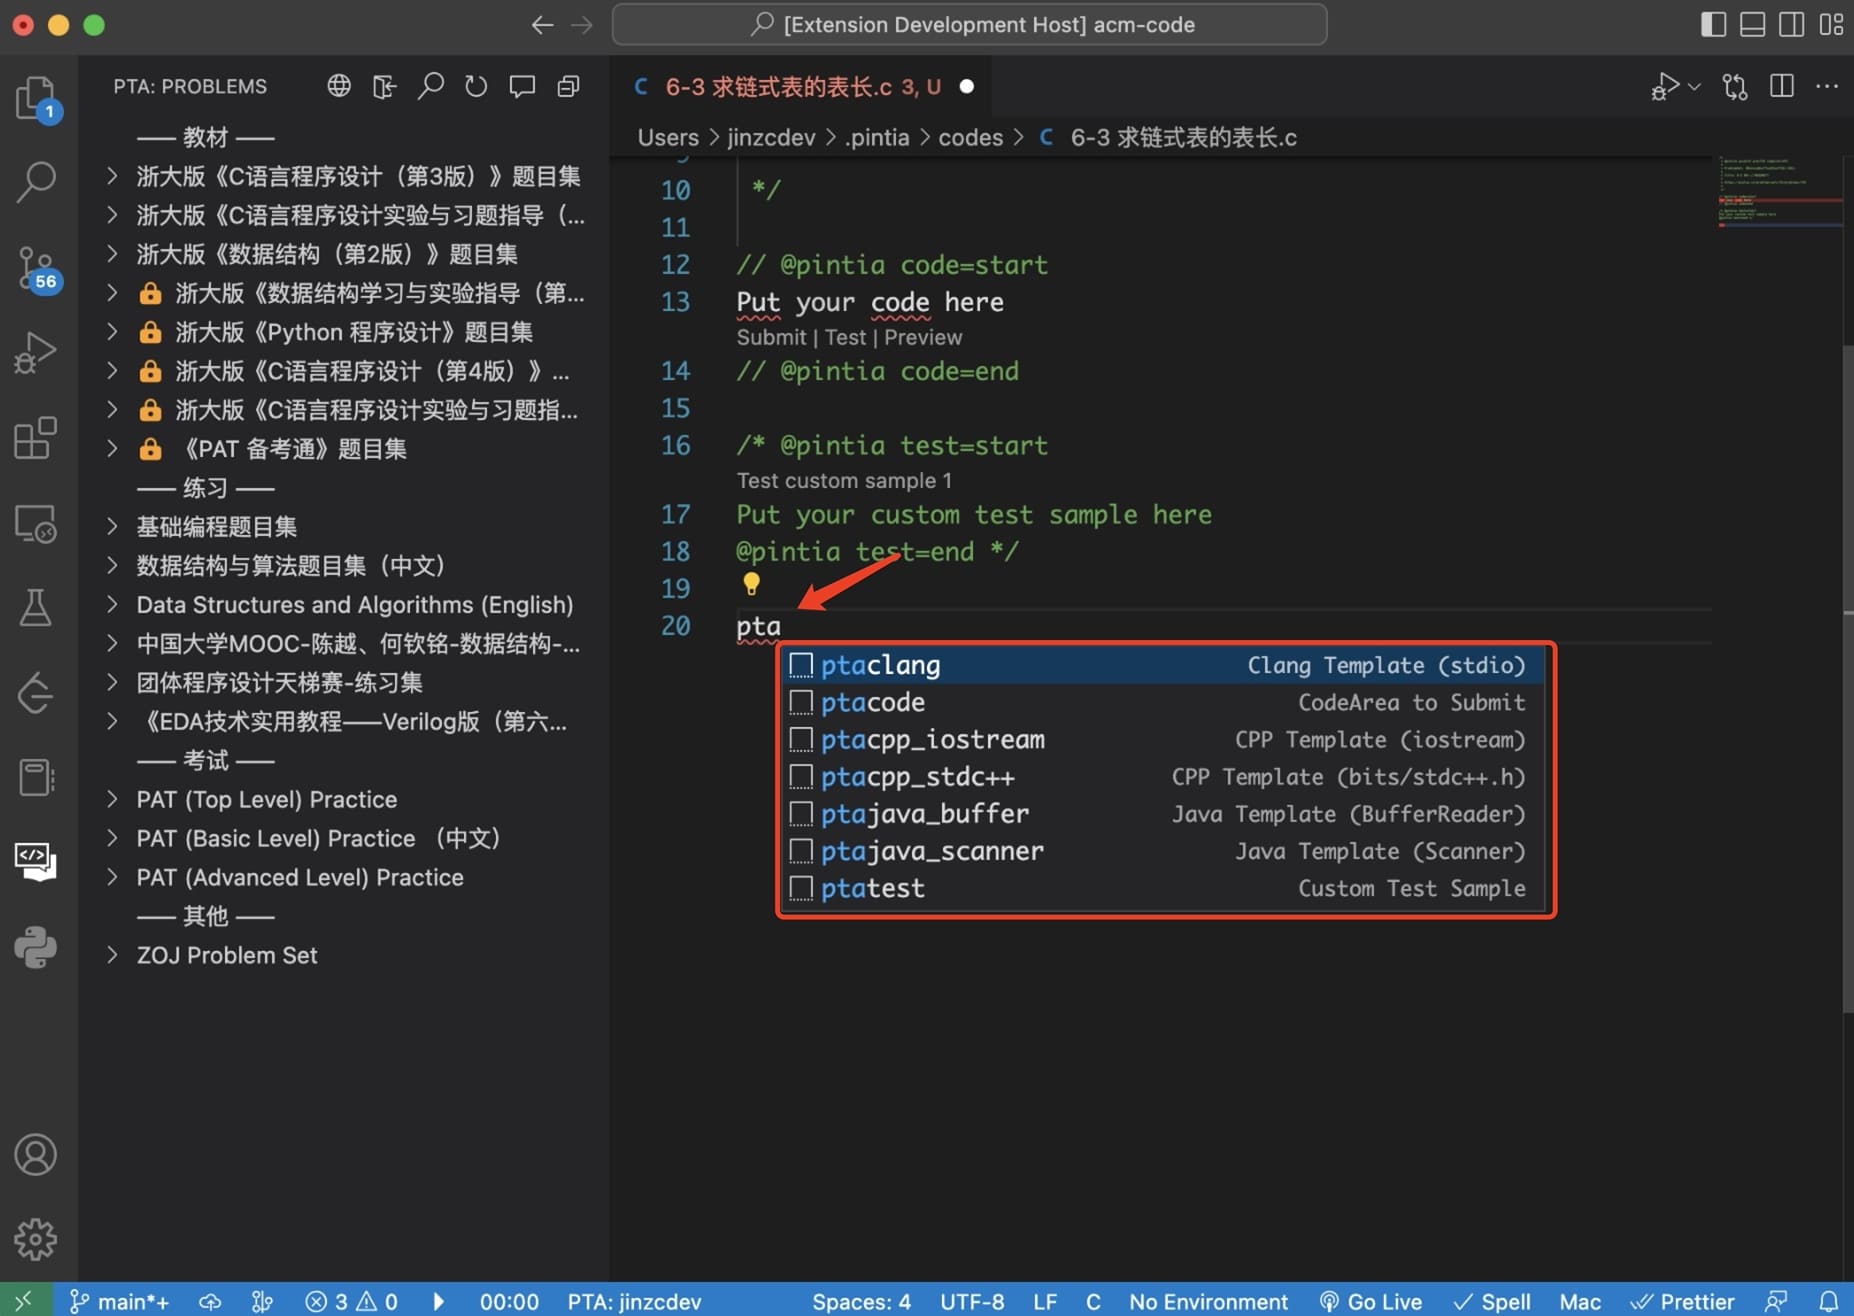 [Extension Development Host] acm-code
PTA: PROBLEMS
—— 教材 ——
浙大版《C语言程序设计（第3版）》题目集
浙大版《C语言程序设计实验与习题指导（...
浙大版《数据结构（第2版）》题目集
浙大版《数据结构学习与实验指导（第...
浙大版《Python 程序设计》题目集
浙大版《C语言程序设计（第4版）》...
浙大版《C语言程序设计实验与习题指...
《PAT 备考通》题目集
—— 练习 ——
基础编程题目集
数据结构与算法题目集（中文）
Data Structures and Algorithms (English)
中国大学MOOC-陈越、何钦铭-数据结构-...
团体程序设计天梯赛-练习集
《EDA技术实用教程——Verilog版（第六...
—— 考试 ——
PAT (Top Level) Practice
PAT (Basic Level) Practice （中文）
PAT (Advanced Level) Practice
—— 其他 ——
ZOJ Problem Set
1
56
C 6-3 求链式表的表长.c 3, U
Users > jinzcdev > .pintia > codes > C 6-3 求链式表的表长.c
10 */
11
12 // @pintia code=start
13 Put your code here
Submit | Test | Preview
14 // @pintia code=end
15
16 /* @pintia test=start
Test custom sample 1
17 Put your custom test sample here
18 @pintia test=end */
19
20 pta
ptaclang Clang Template (stdio)
ptacode CodeArea to Submit
ptacpp_iostream CPP Template (iostream)
ptacpp_stdc++ CPP Template (bits/stdc++.h)
ptajava_buffer Java Template (BufferReader)
ptajava_scanner Java Template (Scanner)
ptatest Custom Test Sample
main*+ 3 0 00:00 PTA: jinzcdev Spaces: 4 UTF-8 LF C No Environment Go Live Spell Mac Prettier